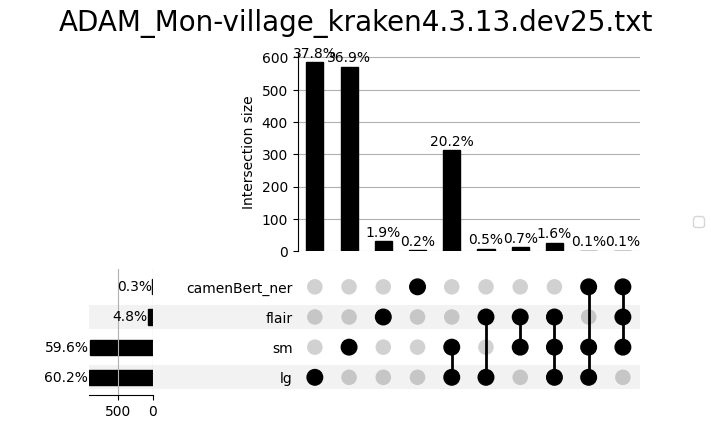 ADAM_Mon-village_kraken4.3.13.dev25.txt
37.8% 36.9% 1.9% 0.2% 20.2% 0.5% 0.7% 1.6% 0.1% 0.1%
600
500
400
300
200
100
0
Intersection size
0.3% camenBert_ner
4.8% flair
59.6% sm
60.2% lg
500 0